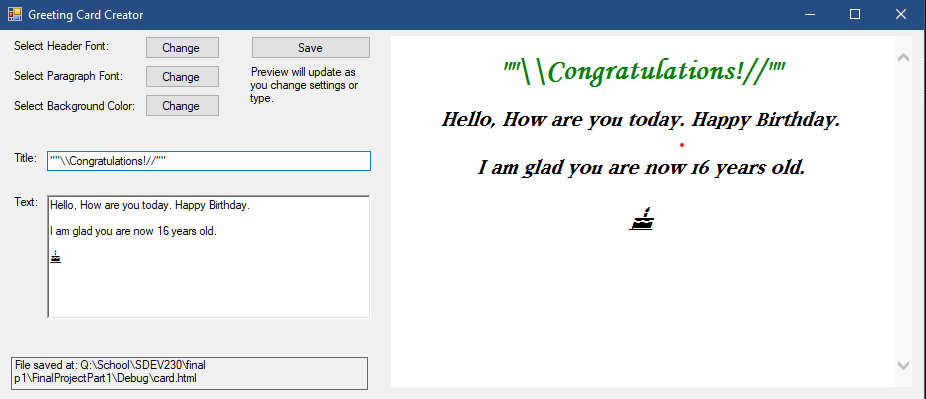 Greeting Card Creator
Select Header Font:
Change
Save
Select Paragraph Font:
Change
Preview will update as
you change settings or
type.
Select Background Color:
Change
Title:
"""\\Congratulations!//"""
Text:
Hello, How are you today. Happy Birthday.
I am glad you are now 16 years old.
🎂
File saved at: Q:\School\SDEV230\final
p1\FinalProjectPart1\Debug\card.html
"""\\Congratulations!//"""
Hello, How are you today. Happy Birthday.
I am glad you are now 16 years old.
🎂